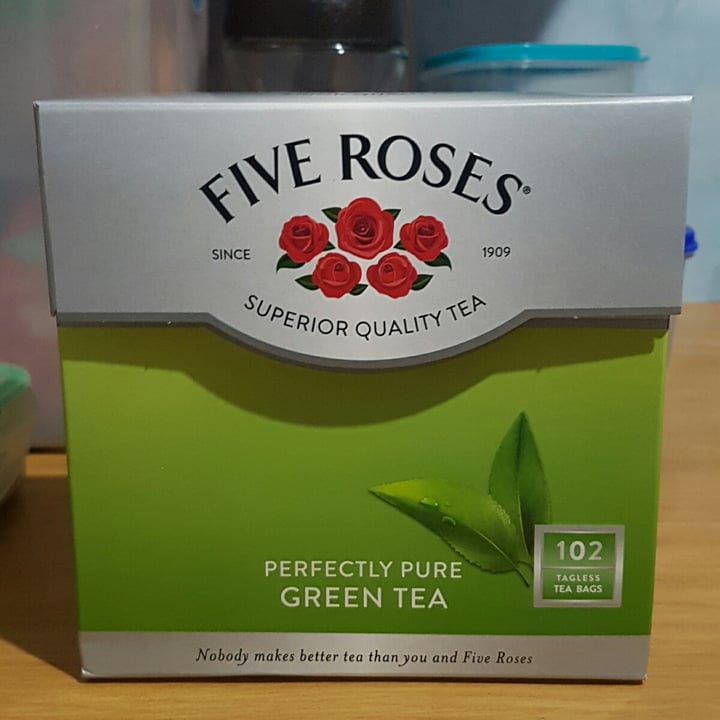 FIVE ROSES®
SINCE 1909
SUPERIOR QUALITY TEA
PERFECTLY PURE
GREEN TEA
102
TAGLESS
TEA BAGS
Nobody makes better tea than you and Five Roses